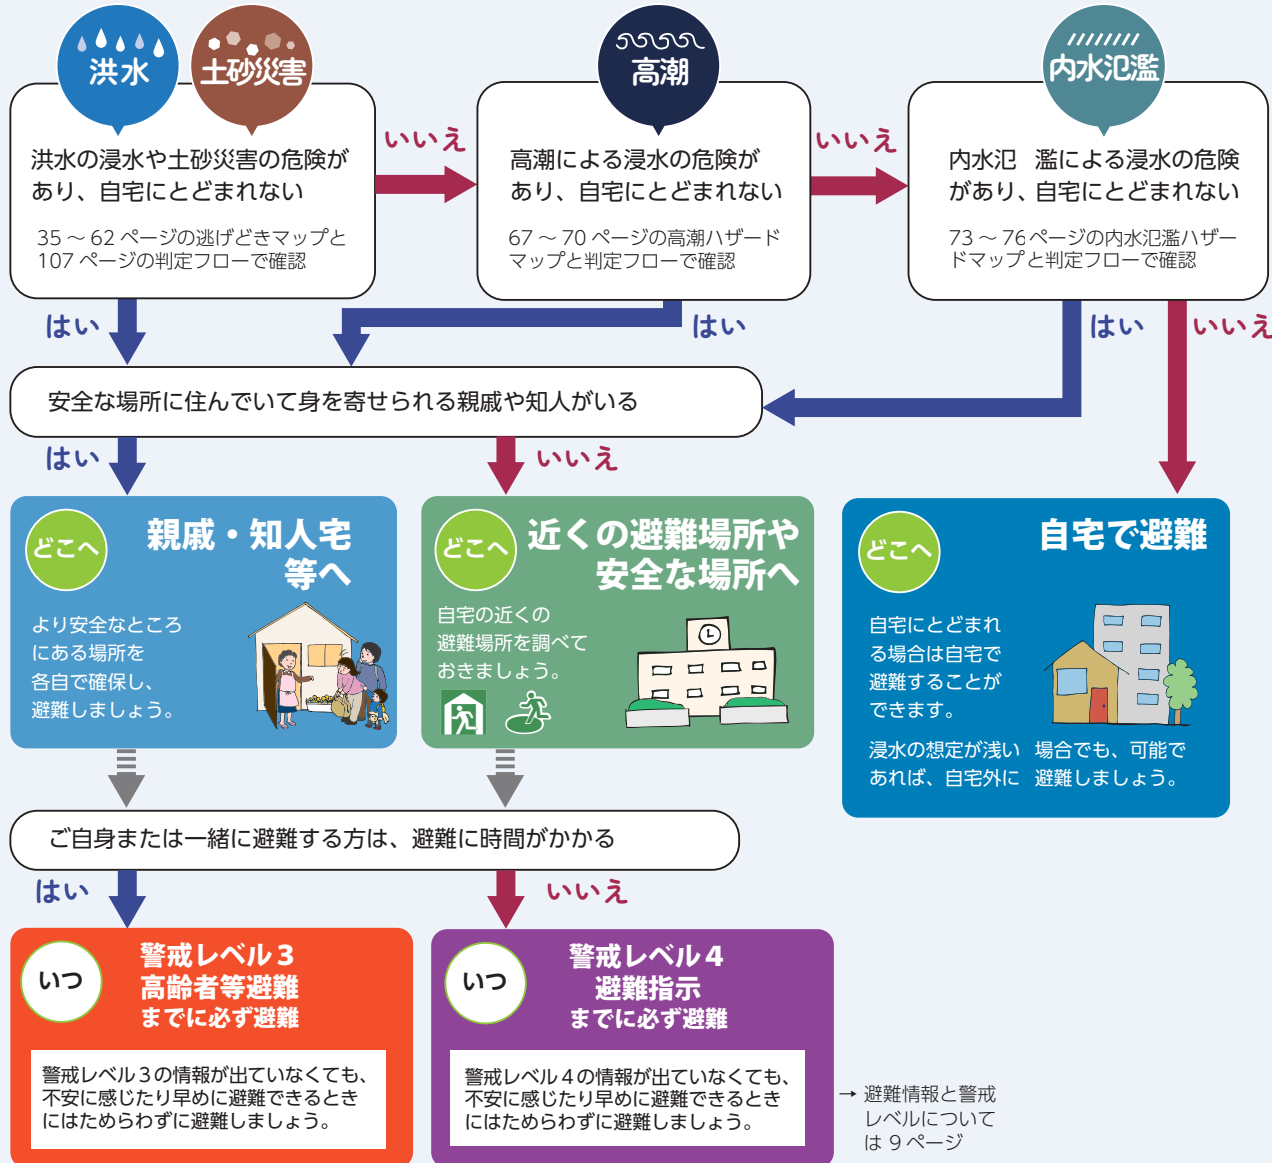 洪水
土砂災害
高潮
内水氾濫
洪水の浸水や土砂災害の危険が
あり、自宅にとどまれない
35 ～ 62 ページの逃げどきマップと
107 ページの判定フローで確認
いいえ
高潮による浸水の危険が
あり、自宅にとどまれない
67 ～ 70 ページの高潮ハザード
マップと判定フローで確認
いいえ
内水氾 濫による浸水の危険
があり、自宅にとどまれない
73 ～ 76 ページの内水氾濫ハザー
ドマップと判定フローで確認
はい
はい
はい
いいえ
安全な場所に住んでいて身を寄せられる親戚や知人がいる
はい
いいえ
どこへ
親戚・知人宅
等へ
より安全なところ
にある場所を
各自で確保し、
避難しましょう。
どこへ
近くの避難場所や
安全な場所へ
自宅の近くの
避難場所を調べて
おきましょう。
どこへ
自宅で避難
自宅にとどまれ
る場合は自宅で
避難することが
できます。
浸水の想定が浅い 場合でも、可能で
あれば、自宅外に 避難しましょう。
ご自身または一緒に避難する方は、避難に時間がかかる
はい
いいえ
いつ
警戒レベル３
高齢者等避難
までに必ず避難
警戒レベル３の情報が出ていなくても、
不安に感じたり早めに避難できるとき
にはためらわずに避難しましょう。
いつ
警戒レベル４
避難指示
までに必ず避難
警戒レベル４の情報が出ていなくても、
不安に感じたり早めに避難できるとき
にはためらわずに避難しましょう。
→ 避難情報と警戒
レベルについて
は 9 ページ